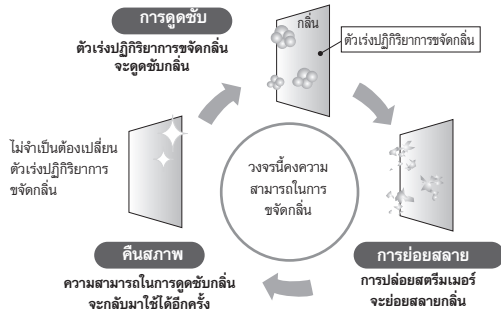 การดูดซับ
ตัวเร่งปฏิกิริยาการขจัดกลิ่น
จะดูดซับกลิ่น
กลิ่น
ตัวเร่งปฏิกิริยาการขจัดกลิ่น
ไม่จำเป็นต้องเปลี่ยน
ตัวเร่งปฏิกิริยาการ
ขจัดกลิ่น
วงจรนี้คงความ
สามารถในการ
ขจัดกลิ่น
คืนสภาพ
ความสามารถในการดูดซับกลิ่น
จะกลับมาใช้ได้อีกครั้ง
การย่อยสลาย
การปล่อยสตรีมเมอร์
จะย่อยสลายกลิ่น